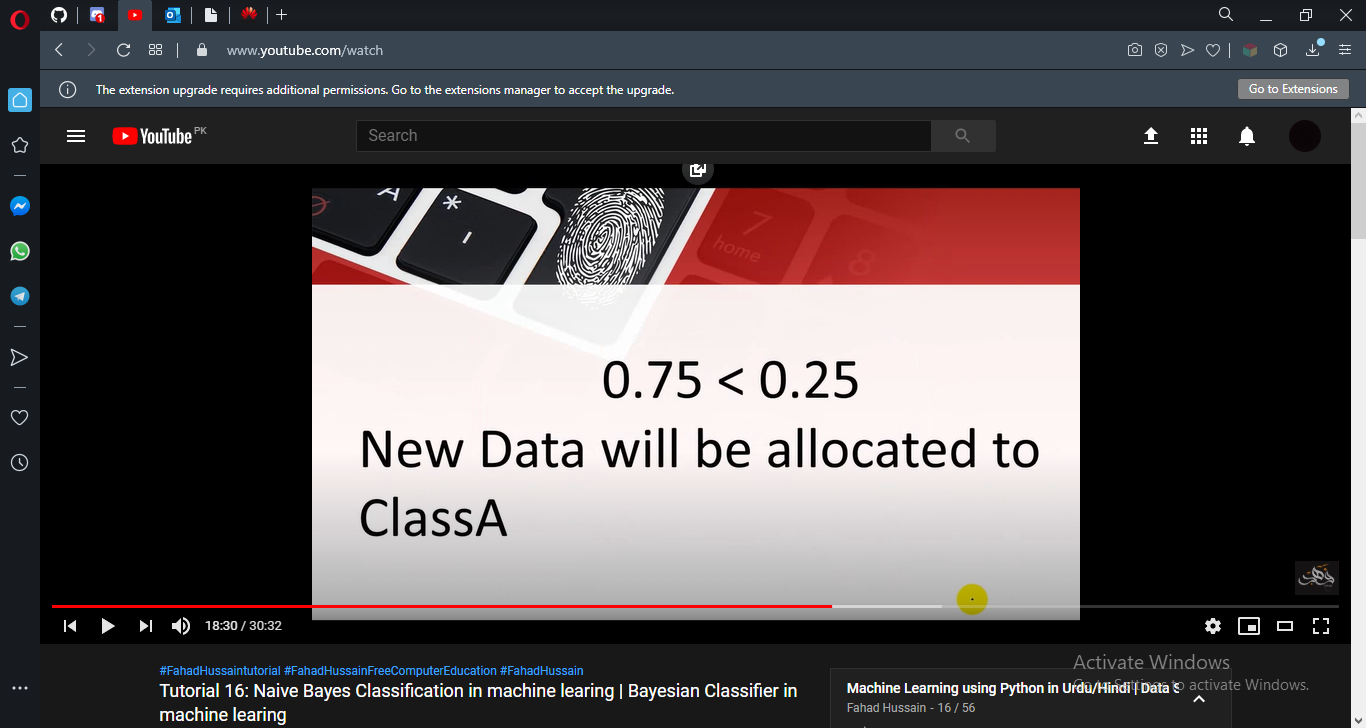 www.youtube.com/watch
The extension upgrade requires additional permissions. Go to the extensions manager to accept the upgrade.
Go to Extensions
YouTube PK
Search
A
*
I
7
home
8
0.75 < 0.25
New Data will be allocated to
ClassA
18:30 / 30:32
#FahadHussaintutorial #FahadHussainFreeComputerEducation #FahadHussain
Tutorial 16: Naive Bayes Classification in machine learing | Bayesian Classifier in
machine learing
Machine Learning using Python in Urdu/Hindi | Data S
Fahad Hussain - 16 / 56
Activate Windows
Go to Settings to activate Windows.